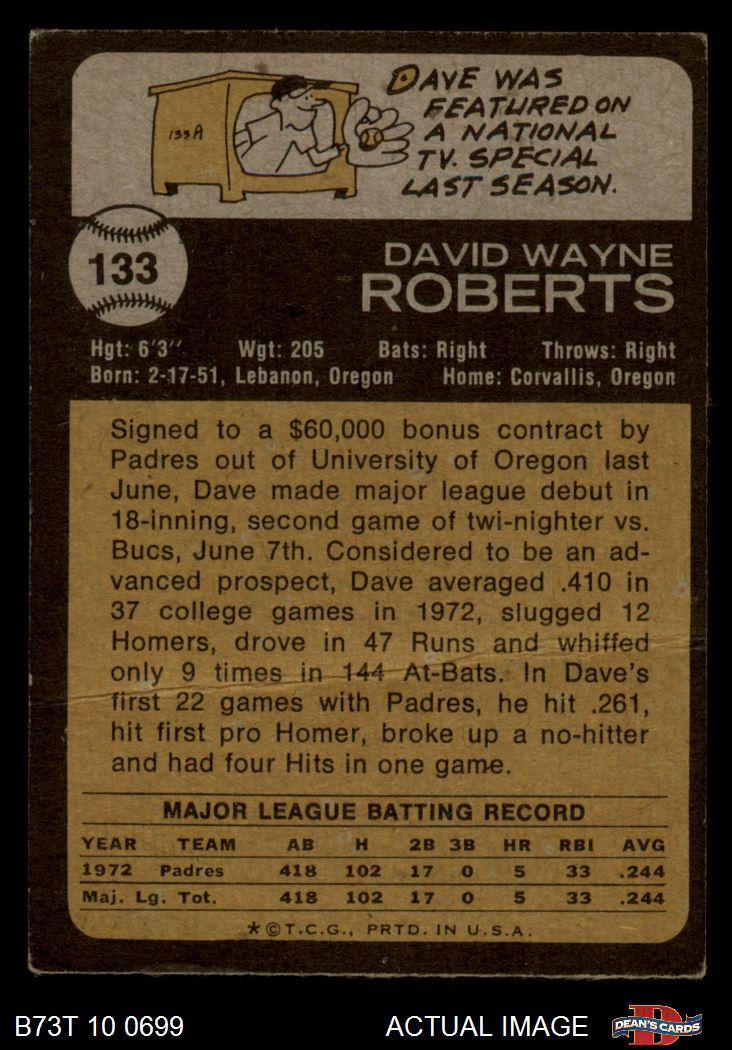 DAVE WAS
FEATURED ON
A NATIONAL
TV. SPECIAL
LAST SEASON.
133A
133
DAVID WAYNE
ROBERTS
Hgt: 6'3" Wgt: 205 Bats: Right Throws: Right
Born: 2-17-51, Lebanon, Oregon Home: Corvallis, Oregon
Signed to a $60,000 bonus contract by
Padres out of University of Oregon last
June, Dave made major league debut in
18-inning, second game of twi-nighter vs.
Bucs, June 7th. Considered to be an ad-
vanced prospect, Dave averaged .410 in
37 college games in 1972, slugged 12
Homers, drove in 47 Runs and whiffed
only 9 times in 144 At-Bats. In Dave's
first 22 games with Padres, he hit .261,
hit first pro Homer, broke up a no-hitter
and had four Hits in one game.
MAJOR LEAGUE BATTING RECORD
YEAR TEAM AB H 2B 3B HR RBI AVG
1972 Padres 418 102 17 0 5 33 .244
Maj. Lg. Tot. 418 102 17 0 5 33 .244
*©T.C.G., PRTD. IN U.S.A.
B73T 10 0699 ACTUAL IMAGE DEAN'S CARDS